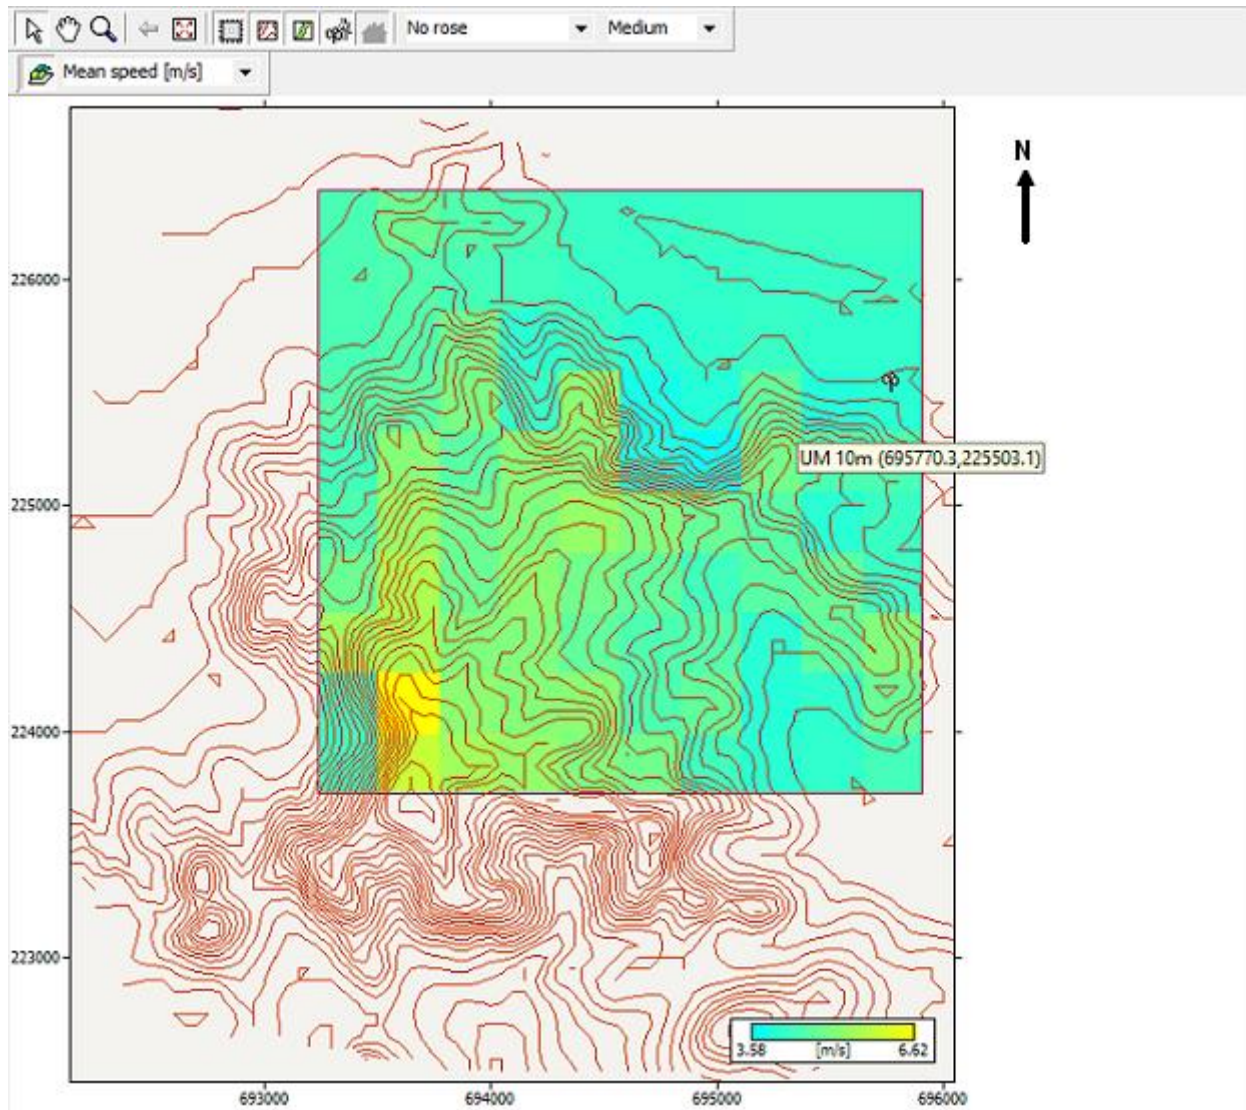 No rose Medium
Mean speed [m/s]
N
226000
UM 10m (695770.3,225503.1)
225000
224000
223000
3.58 [m/s] 6.62
693000 694000 695000 696000